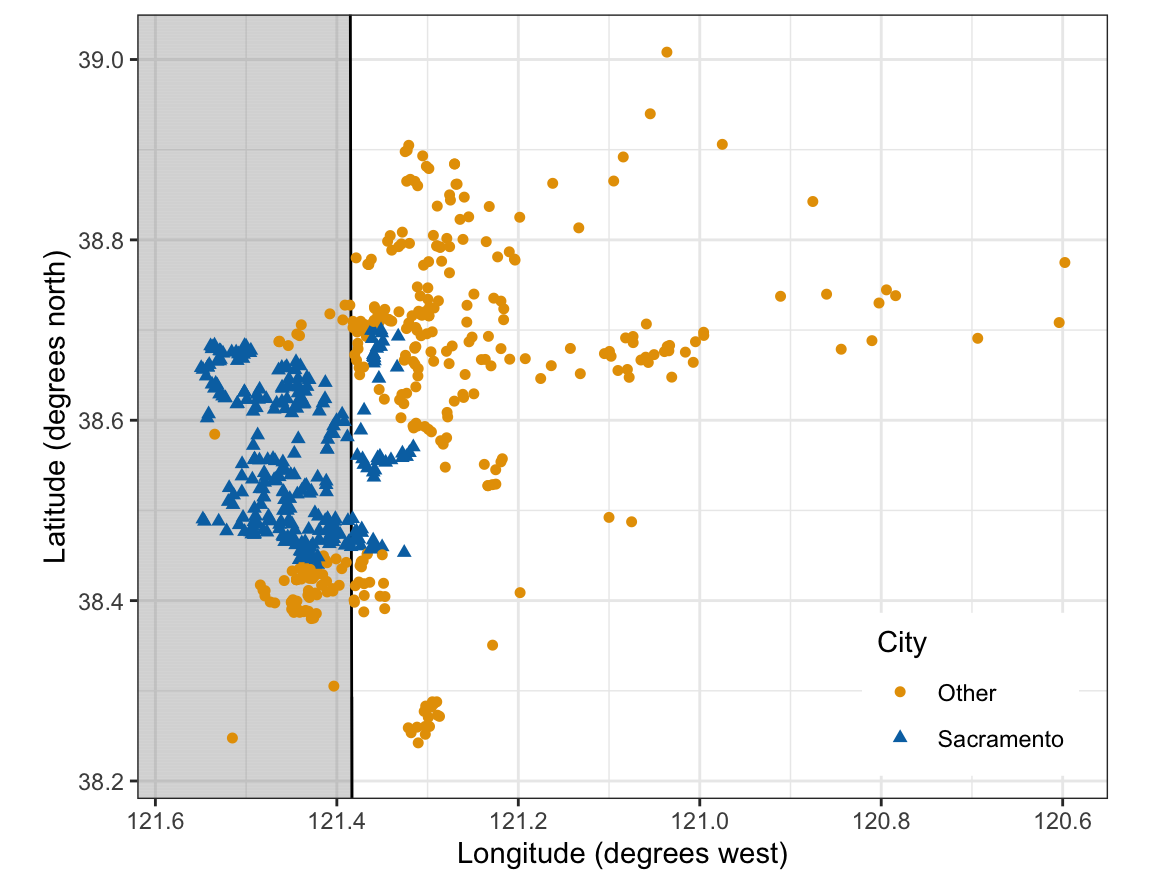 39.0
38.8
38.6
38.4
38.2
Latitude (degrees north)
City
Other
Sacramento
121.6 121.4 121.2 121.0 120.8 120.6
Longitude (degrees west)